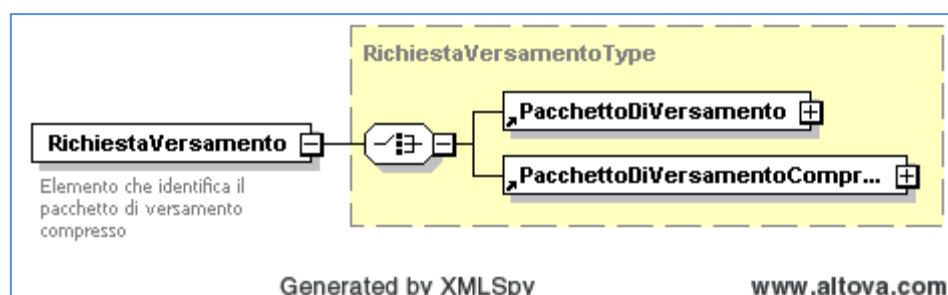 RichiestaVersamentoType
PacchettoDiVersamento
RichiestaVersamento
PacchettoDiVersamentoCompr...
Elemento che identifica il
pacchetto di versamento
compresso
Generated by XMLSpy
www.altova.com